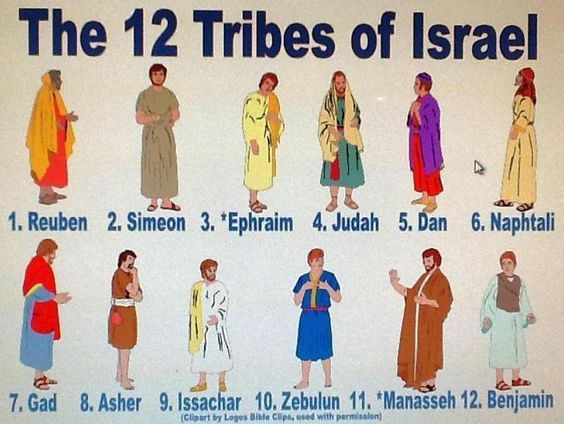 The 12 Tribes of Israel
1. Reuben 2. Simeon 3. *Ephraim 4. Judah 5. Dan 6. Naphtali
7. Gad 8. Asher 9. Issachar 10. Zebulun 11. *Manasseh 12. Benjamin
(Clipart by Logos Bible Clips, used with permission)